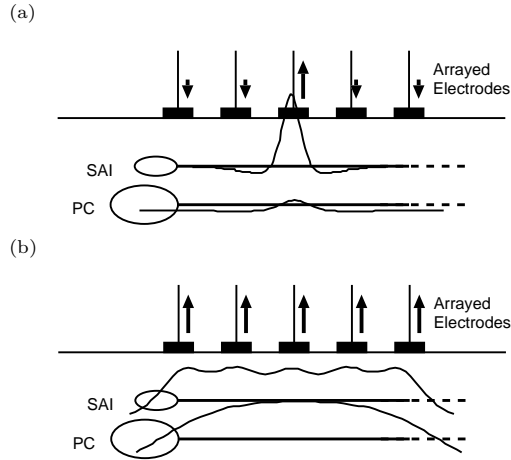 (a)
Arrayed
Electrodes
SAI
PC
(b)
Arrayed
Electrodes
SAI
PC